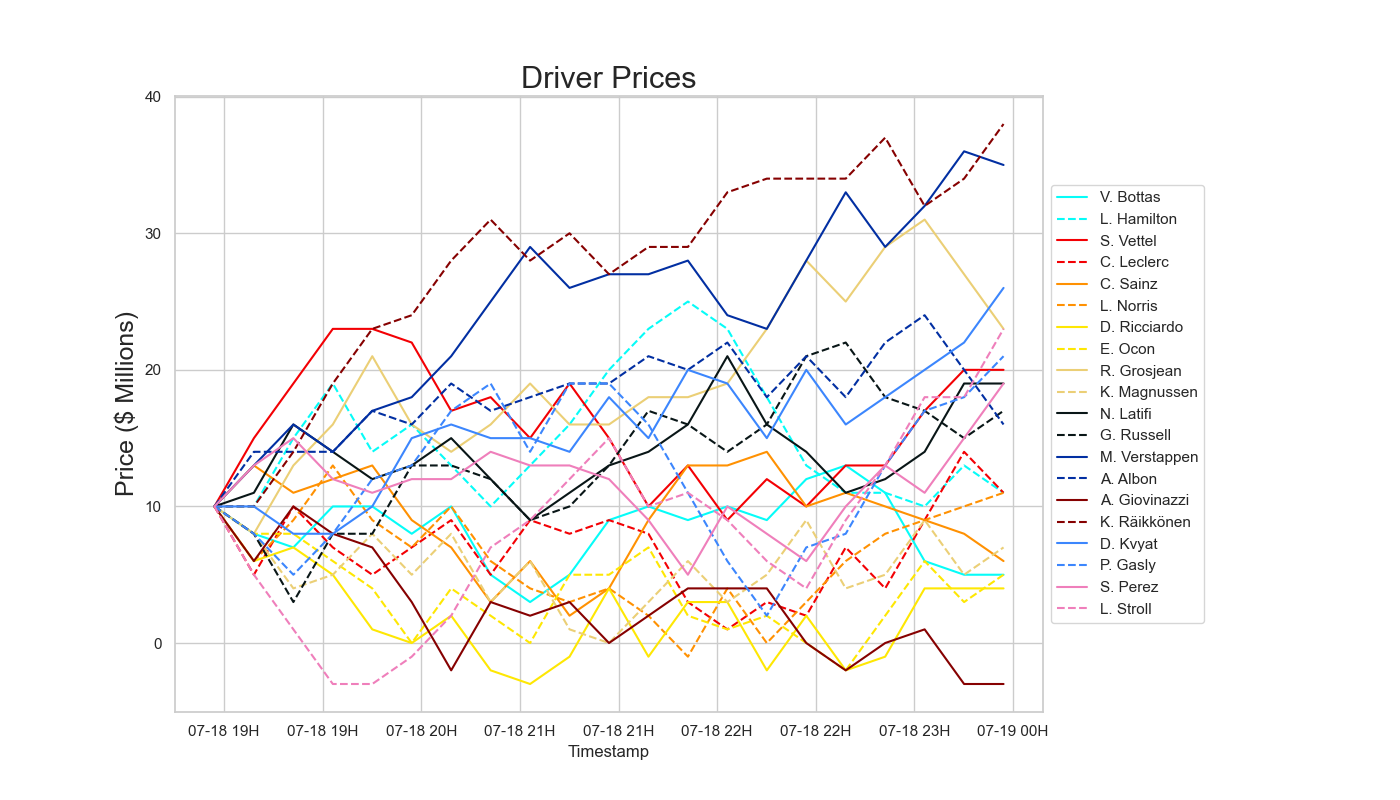 Driver Prices
Price ($ Millions)
40
30
20
10
0
07-18 19H
07-18 19H
07-18 20H
07-18 21H
07-18 21H
07-18 22H
07-18 22H
07-18 23H
07-19 00H
Timestamp
V. Bottas
L. Hamilton
S. Vettel
C. Leclerc
C. Sainz
L. Norris
D. Ricciardo
E. Ocon
R. Grosjean
K. Magnussen
N. Latifi
G. Russell
M. Verstappen
A. Albon
A. Giovinazzi
K. Räikkönen
D. Kvyat
P. Gasly
S. Perez
L. Stroll